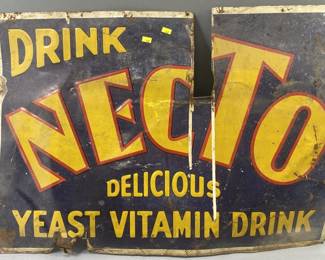 DRINK
NECTO
DELICIOUS
YEAST VITAMIN DRINK